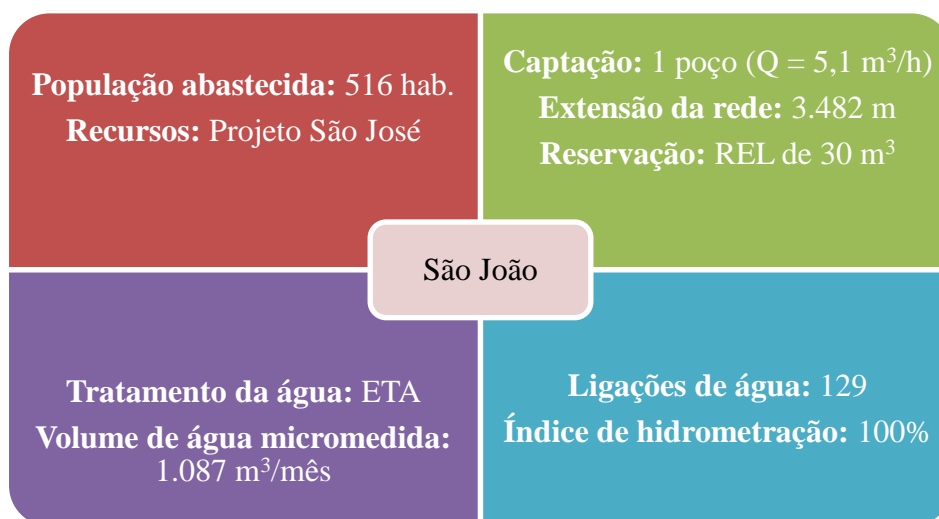 População abastecida: 516 hab.
Recursos: Projeto São José
Captação: 1 poço (Q = 5,1 m³/h)
Extensão da rede: 3.482 m
Reservação: REL de 30 m³
São João
Tratamento da água: ETA
Volume de água micromedida:
1.087 m³/mês
Ligações de água: 129
Índice de hidrometração: 100%